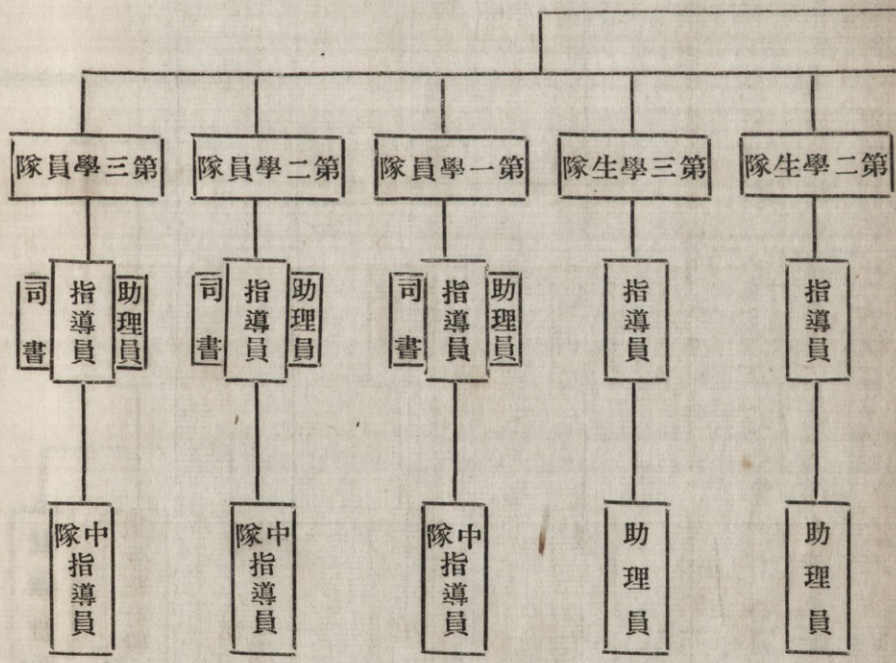 第二學生隊
第三學生隊
第一學員隊
第二學員隊
第三學員隊
指導員
指導員
助理員
指導員
司書
助理員
指導員
司書
助理員
指導員
司書
助理員
助理員
中隊指導員
中隊指導員
中隊指導員